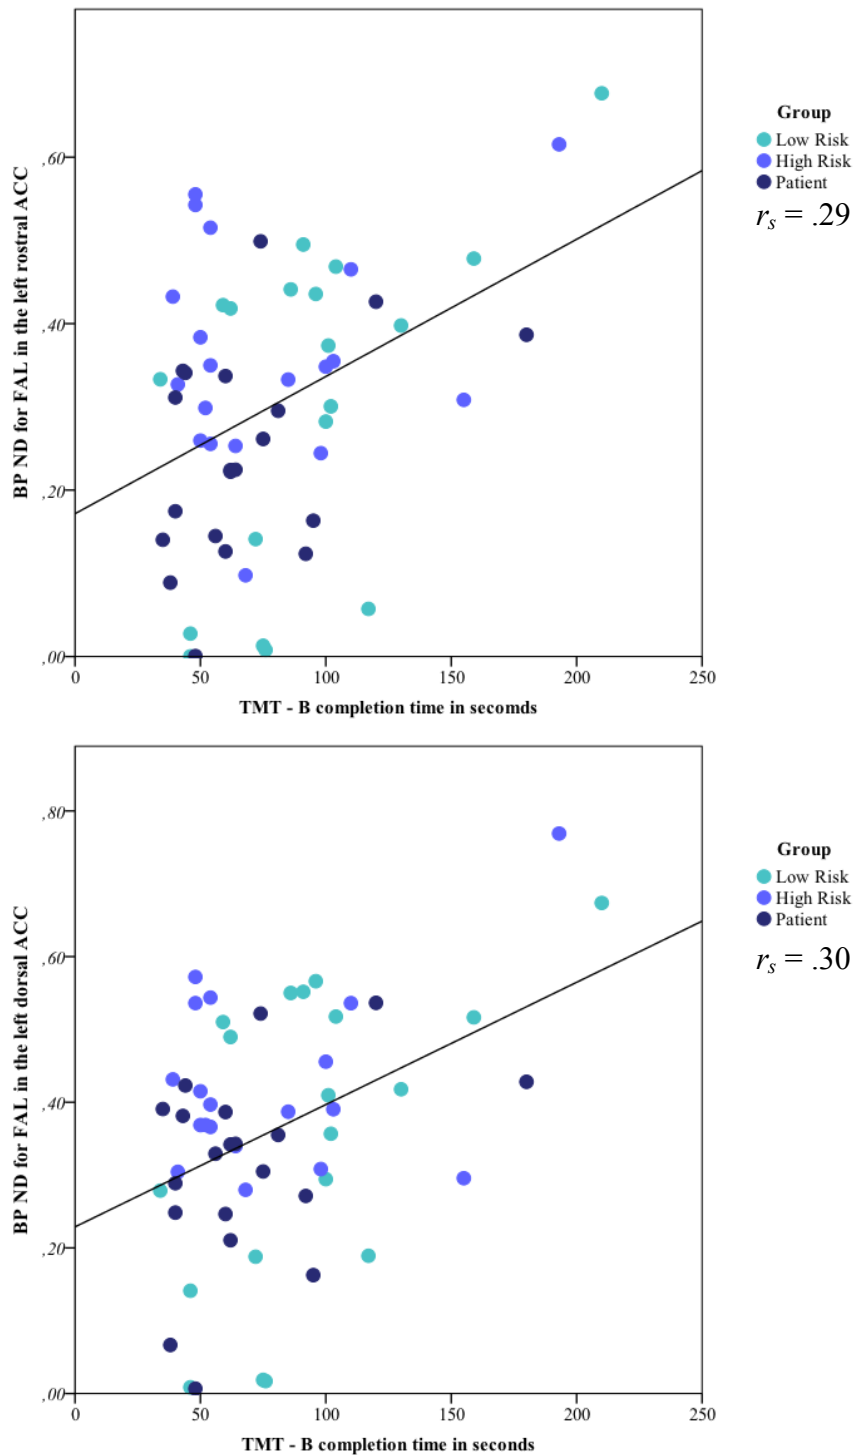 Group
Low Risk
High Risk
Patient
rs = .29
BP ND for FAL in the left rostral ACC
,60
,40
,20
,00
0 50 100 150 200 250
TMT - B completion time in secomds
Group
Low Risk
High Risk
Patient
rs = .30
BP ND for FAL in the left dorsal ACC
,80
,60
,40
,20
,00
0 50 100 150 200 250
TMT - B completion time in secomds